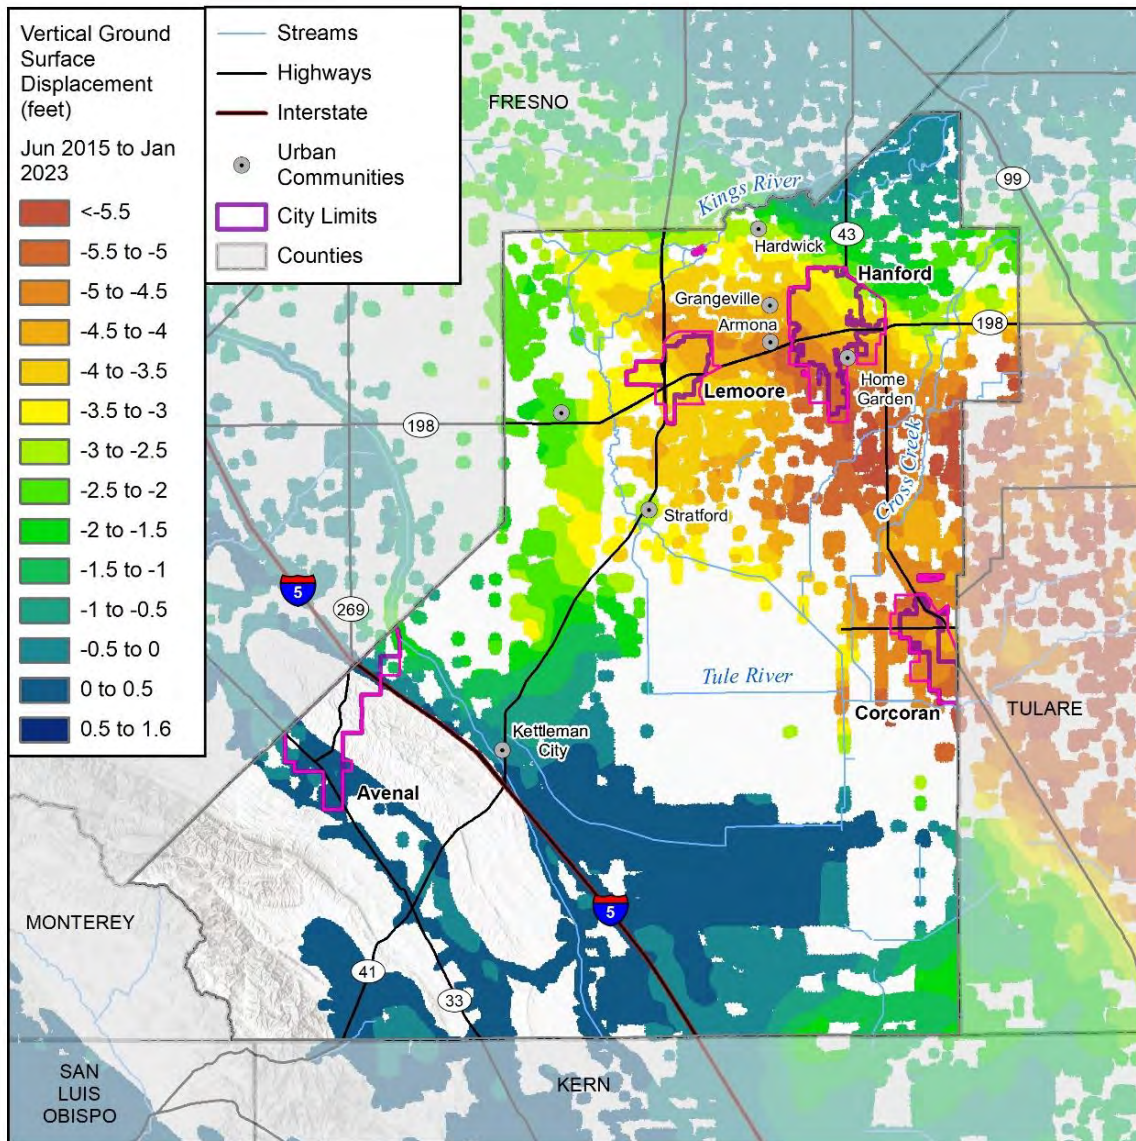 Vertical Ground
Surface
Displacement
(feet)
Jun 2015 to Jan
2023
<-5.5
-5.5 to -5
-5 to -4.5
-4.5 to -4
-4 to -3.5
-3.5 to -3
-3 to -2.5
-2.5 to -2
-2 to -1.5
-1.5 to -1
-1 to -0.5
-0.5 to 0
0 to 0.5
0.5 to 1.6
Streams
Highways
Interstate
Urban
Communities
City Limits
Counties
FRESNO
99
Kings River
Hardwick
43
Hanford
Grangeville
Armona
198
Home
Garden
Lemoore
198
Cross Creek
Stratford
5
269
Tule River
Corcoran
TULARE
Kettleman
City
Avenal
5
MONTEREY
41
33
SAN
LUIS
OBISPO
KERN